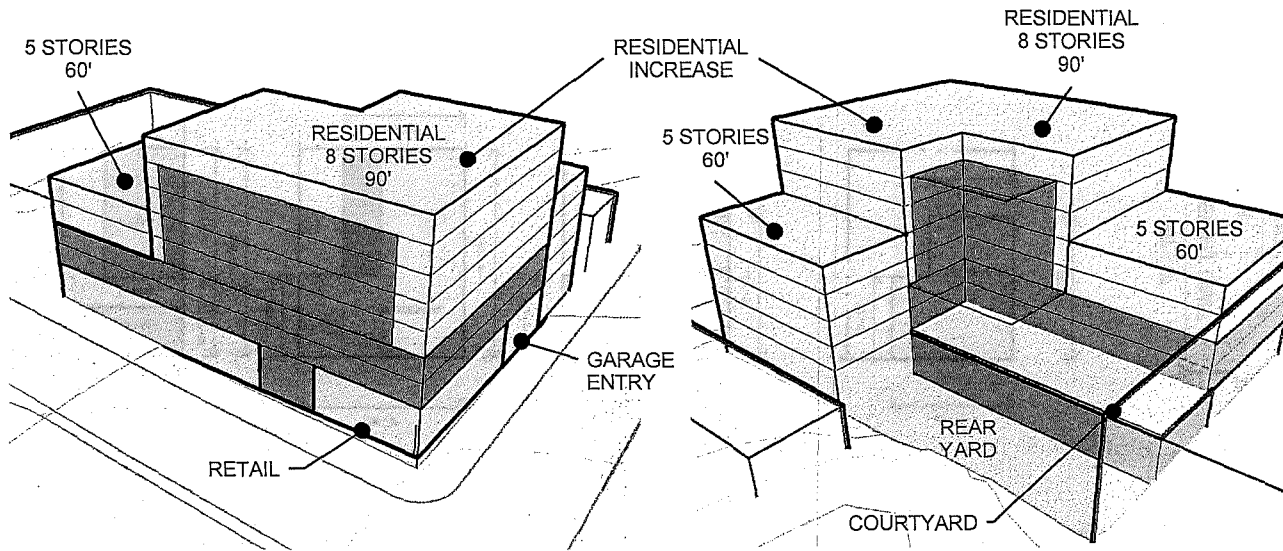 5 STORIES
60'
RESIDENTIAL
INCREASE
RESIDENTIAL
8 STORIES
90'
RESIDENTIAL
8 STORIES
90'
5 STORIES
60'
5 STORIES
60'
GARAGE
ENTRY
RETAIL
REAR
YARD
COURTYARD